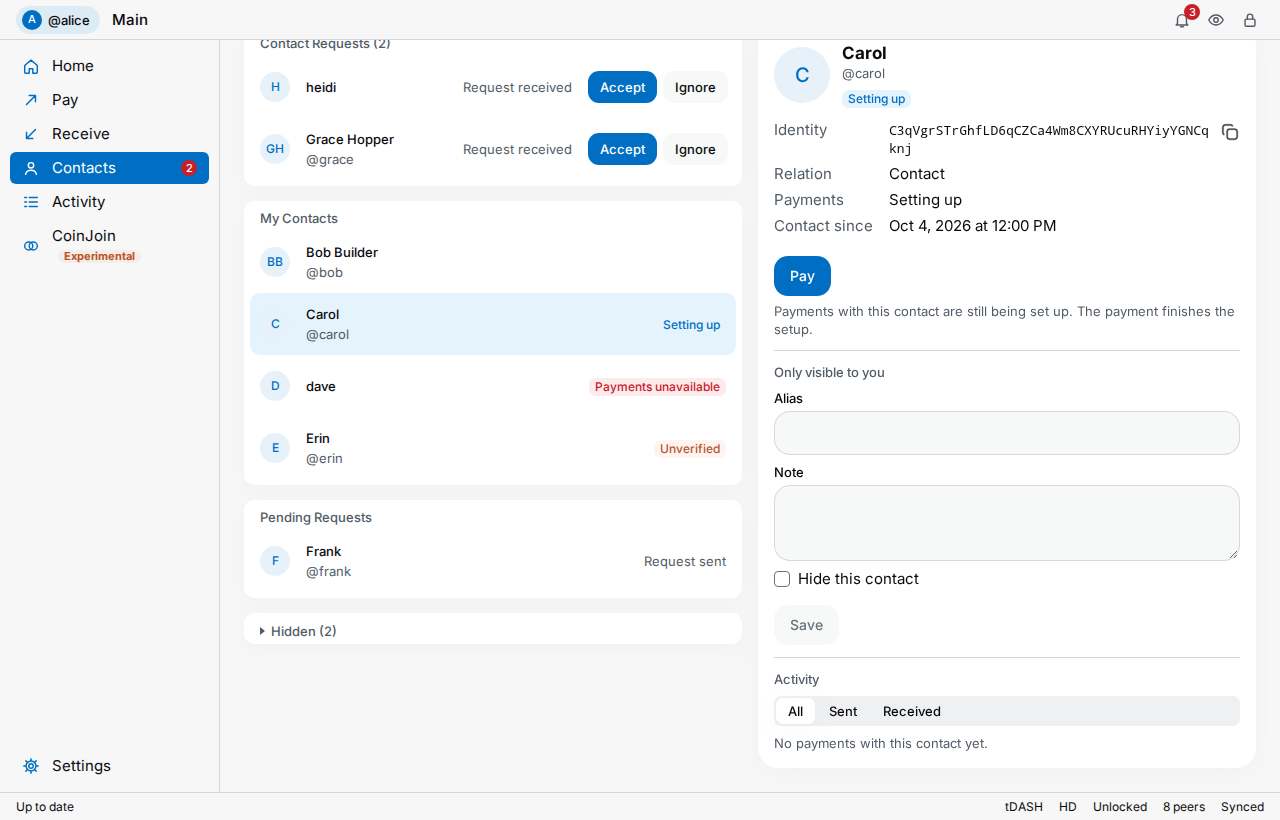 A @alice Main 3
Home
Pay
Receive
Contacts 2
Activity
CoinJoin
Experimental
Settings
Contact Requests (2)
H heidi Request received Accept Ignore
GH Grace Hopper
@grace
Request received Accept Ignore
My Contacts
BB Bob Builder
@bob
C Carol
@carol
Setting up
D dave Payments unavailable
E Erin
@erin
Unverified
Pending Requests
F Frank
@frank
Request sent
Hidden (2)
C Carol
@carol
Setting up
Identity C3qVgrSTrGhfLD6qCZCa4Wm8CXYRUcuRHYiyYGNCq
knj
Relation Contact
Payments Setting up
Contact since Oct 4, 2026 at 12:00 PM
Pay
Payments with this contact are still being set up. The payment finishes the
setup.
Only visible to you
Alias
Note
Hide this contact
Save
Activity
All Sent Received
No payments with this contact yet.
Up to date tDASH HD Unlocked 8 peers Synced